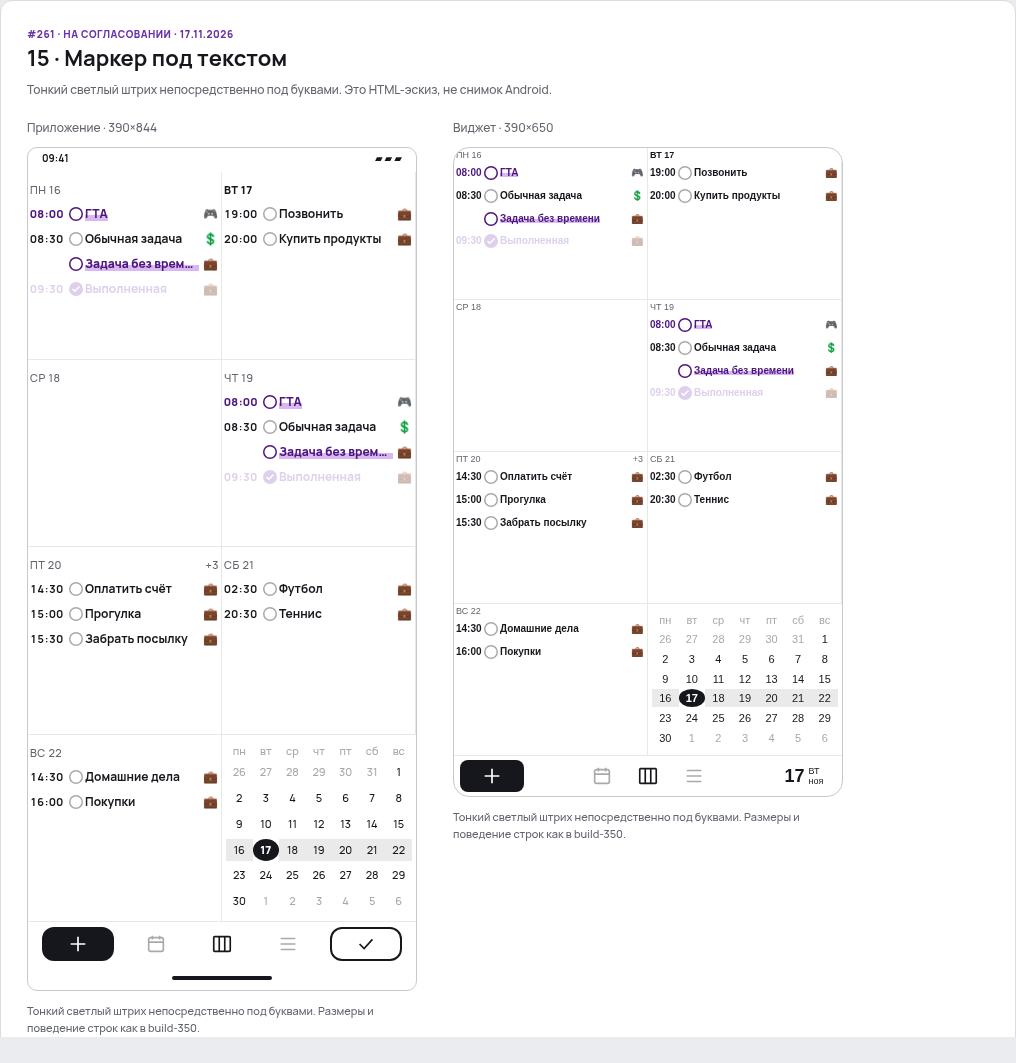 #261 · НА СОГЛАСОВАНИИ · 17.11.2026
15 · Маркер под текстом
Тонкий светлый штрих непосредственно под буквами. Это HTML-эскиз, не снимок Android.
Приложение · 390×844
09:41
ПН 16
08:00 ГТА
08:30 Обычная задача
Задача без врем…
09:30 Выполненная
ВТ 17
19:00 Позвонить
20:00 Купить продукты
СР 18
ЧТ 19
08:00 ГТА
08:30 Обычная задача
Задача без врем…
09:30 Выполненная
ПТ 20 +3
14:30 Оплатить счёт
15:00 Прогулка
15:30 Забрать посылку
СБ 21
02:30 Футбол
20:30 Теннис
ВС 22
14:30 Домашние дела
16:00 Покупки
пн вт ср чт пт сб вс
26 27 28 29 30 31 1
2 3 4 5 6 7 8
9 10 11 12 13 14 15
16 17 18 19 20 21 22
23 24 25 26 27 28 29
30 1 2 3 4 5 6
Тонкий светлый штрих непосредственно под буквами. Размеры и
поведение строк как в build-350.
Виджет · 390×650
ПН 16
08:00 ГТА
08:30 Обычная задача
Задача без времени
09:30 Выполненная
ВТ 17
19:00 Позвонить
20:00 Купить продукты
СР 18
ЧТ 19
08:00 ГТА
08:30 Обычная задача
Задача без времени
09:30 Выполненная
ПТ 20 +3
14:30 Оплатить счёт
15:00 Прогулка
15:30 Забрать посылку
СБ 21
02:30 Футбол
20:30 Теннис
ВС 22
14:30 Домашние дела
16:00 Покупки
пн вт ср чт пт сб вс
26 27 28 29 30 31 1
2 3 4 5 6 7 8
9 10 11 12 13 14 15
16 17 18 19 20 21 22
23 24 25 26 27 28 29
30 1 2 3 4 5 6
17 ВТ
ноя
Тонкий светлый штрих непосредственно под буквами. Размеры и
поведение строк как в build-350.